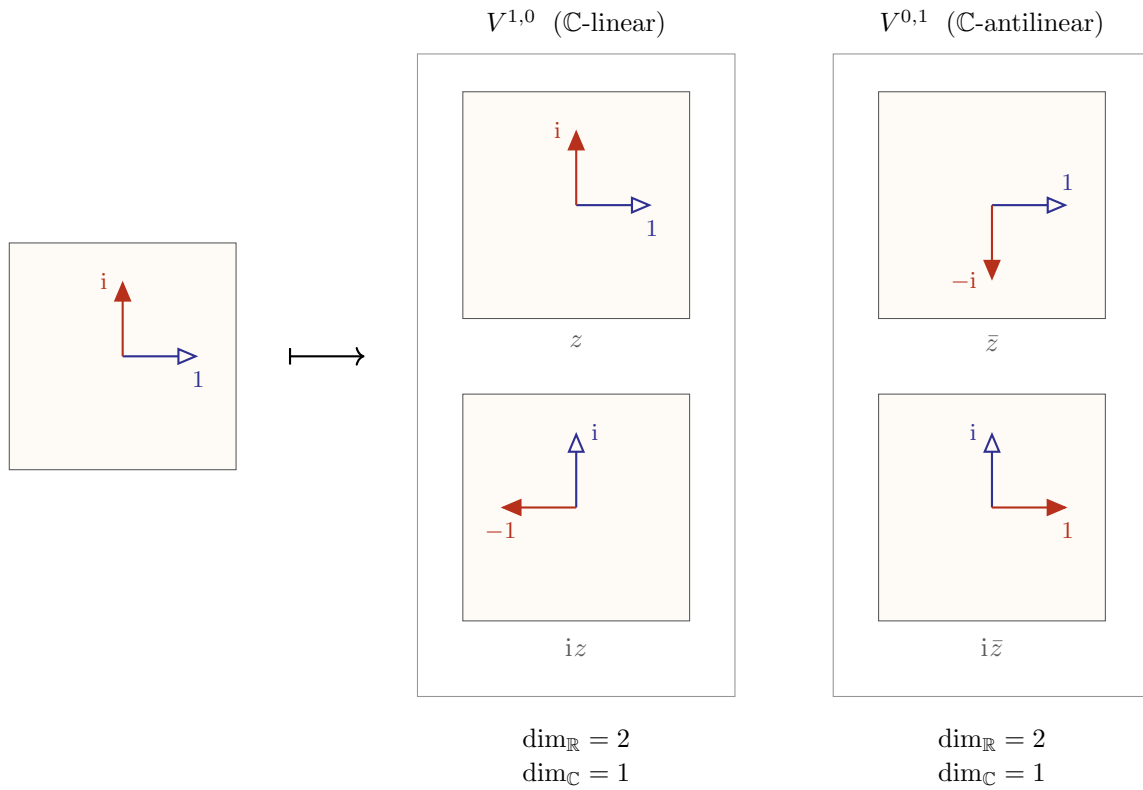 V^{1,0} (ℂ-linear)
V^{0,1} (ℂ-antilinear)
i
1
i
1
z
1
−i
z̄
i
−1
iz
i
1
iz̄
dim_ℝ = 2
dim_ℂ = 1
dim_ℝ = 2
dim_ℂ = 1